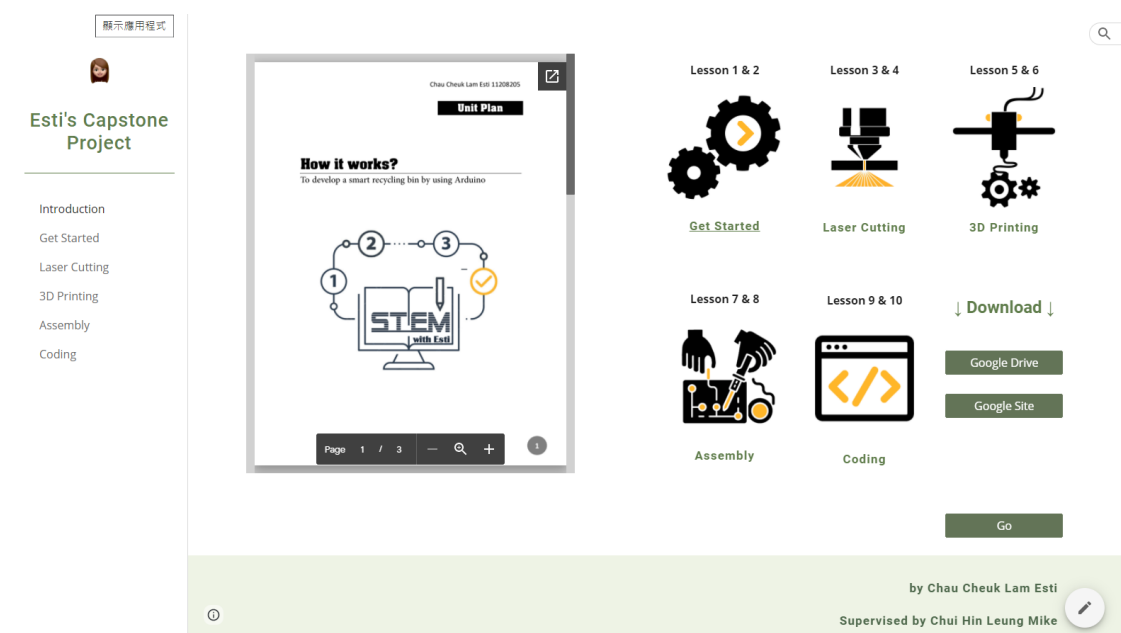 顯示應用程式
Esti's Capstone
Project
Introduction
Get Started
Laser Cutting
3D Printing
Assembly
Coding
Chau Cheuk Lam Esti 11208205
Unit Plan
How it works?
To develop a smart recycling bin by using Arduino
2
3
1
STEM
with Esti
Page 1 / 3
1
Lesson 1 & 2
Lesson 3 & 4
Lesson 5 & 6
Get Started
Laser Cutting
3D Printing
Lesson 7 & 8
Lesson 9 & 10
↓ Download ↓
Google Drive
Google Site
Assembly
Coding
Go
by Chau Cheuk Lam Esti
Supervised by Chui Hin Leung Mike